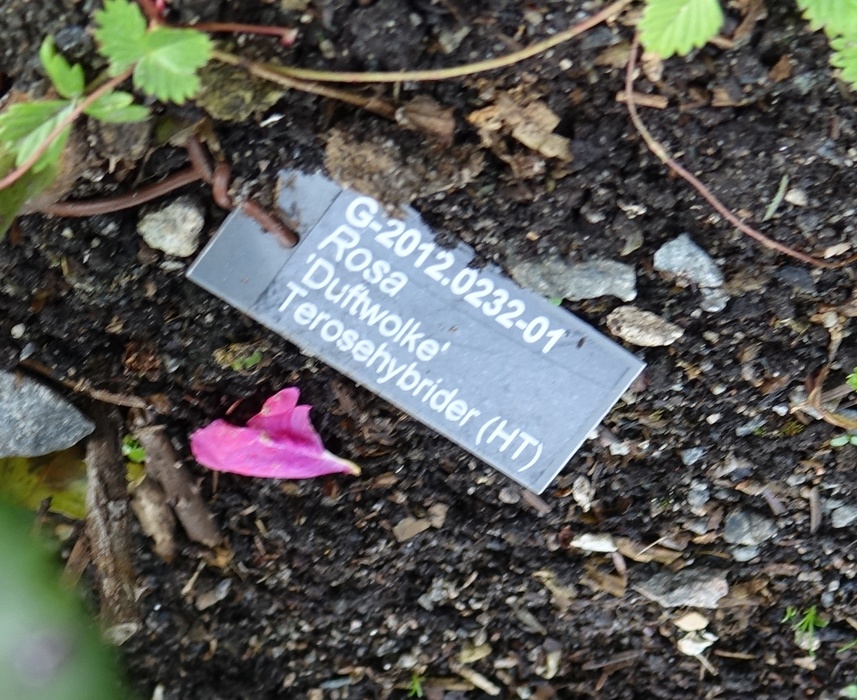 G-2012.0232-01
Rosa
'Duftwolke'
Terosehybrider (HT)